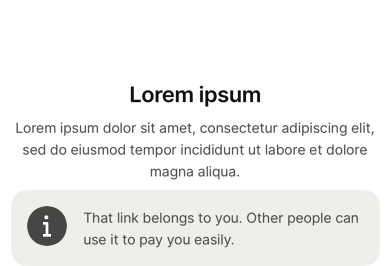 Lorem ipsum
Lorem ipsum dolor sit amet, consectetur adipiscing elit,
sed do eiusmod tempor incididunt ut labore et dolore
magna aliqua.
That link belongs to you. Other people can
use it to pay you easily.